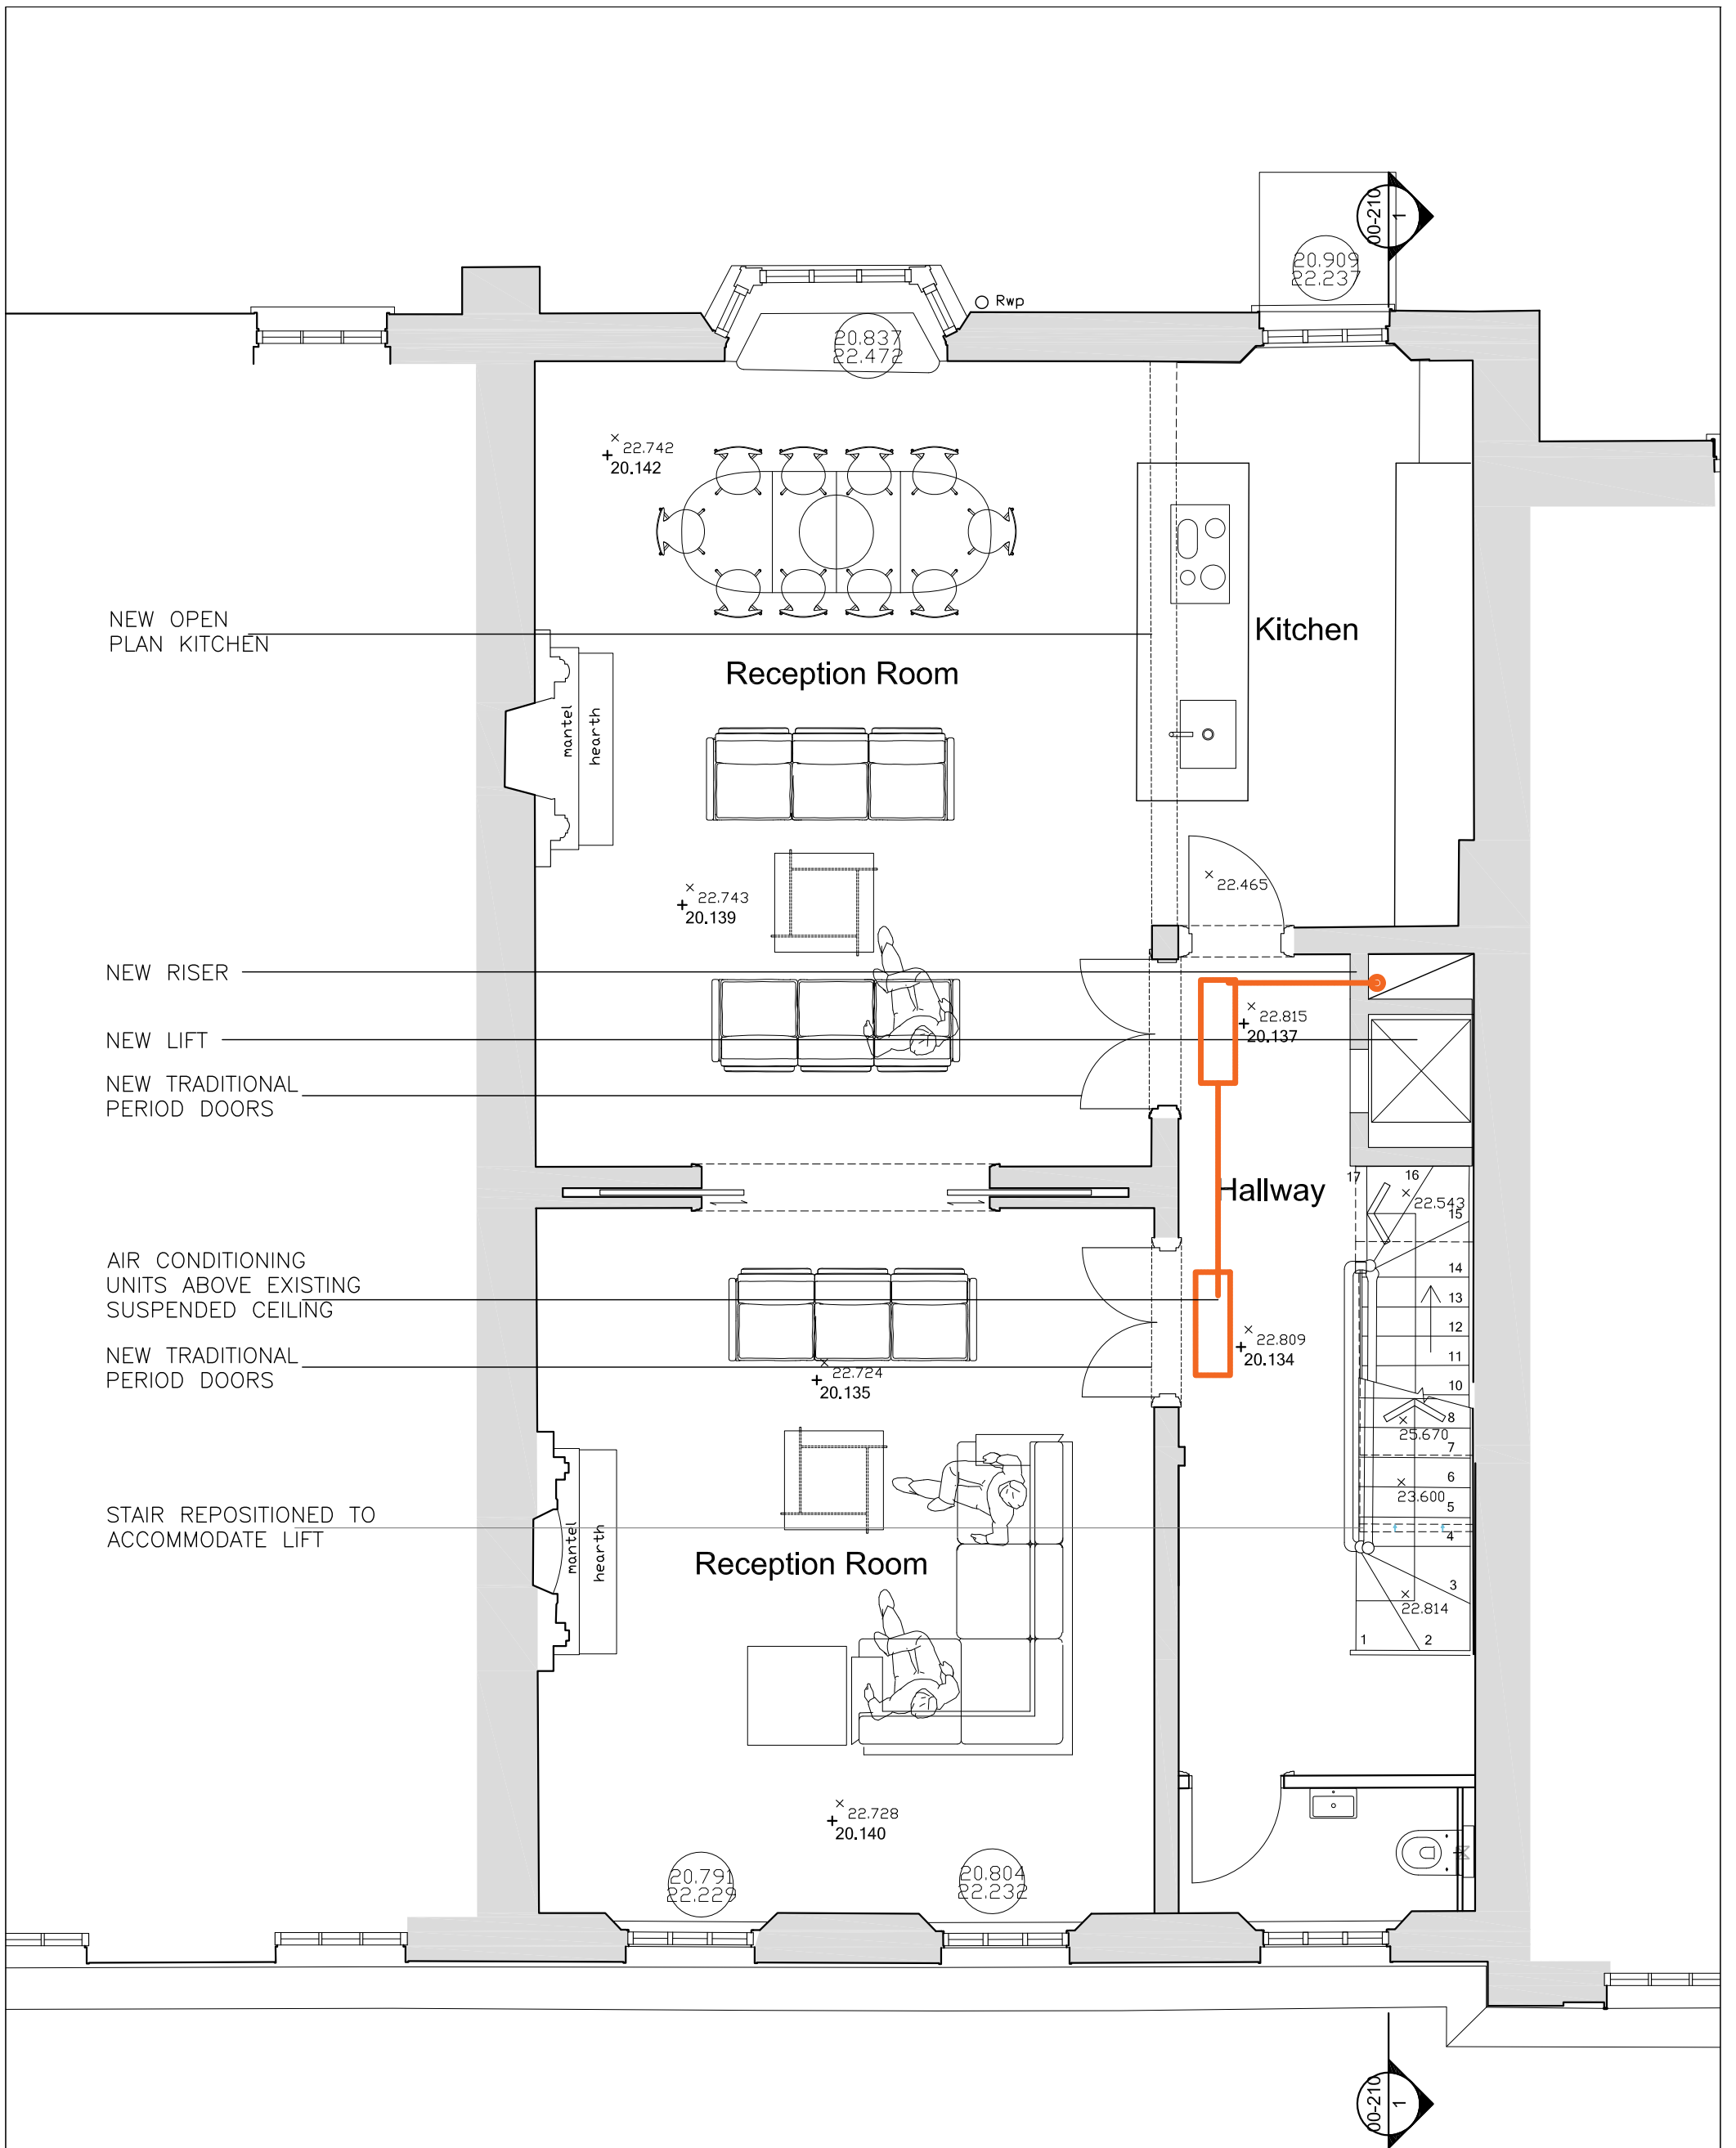 00-210
1
20.909
22.237
Rwp
20.837
22.472
22.742
20.142
NEW OPEN
PLAN KITCHEN
Kitchen
Reception Room
mantel
hearth
22.743
20.139
22.465
NEW RISER
22.815
20.137
NEW LIFT
NEW TRADITIONAL
PERIOD DOORS
Hallway
17
16
22.543
15
14
13
12
11
10
8
25.670
7
6
23.600
5
4
3
22.814
1
2
AIR CONDITIONING
UNITS ABOVE EXISTING
SUSPENDED CEILING
22.809
20.134
NEW TRADITIONAL
PERIOD DOORS
22.724
20.135
STAIR REPOSITIONED TO
ACCOMMODATE LIFT
mantel
hearth
Reception Room
22.728
20.140
20.791
22.229
20.804
22.232
00-210
1